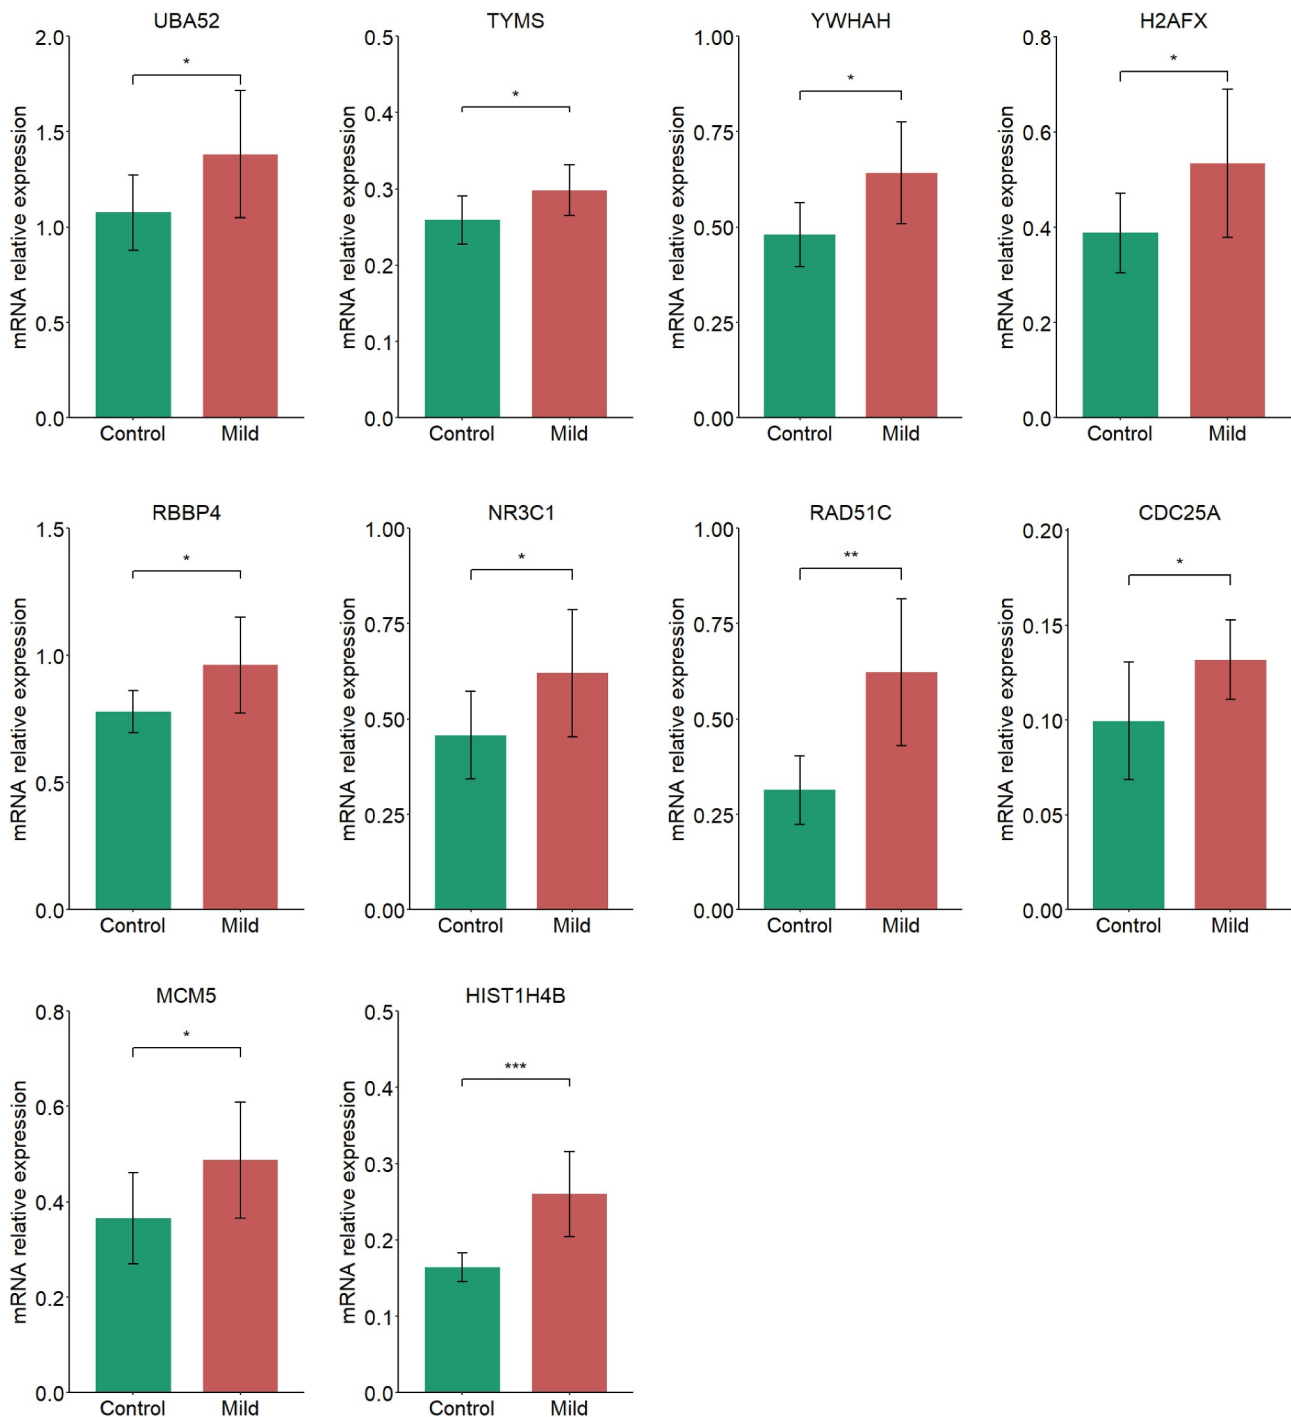 UBA52
mRNA relative expression
2.0
1.5
1.0
0.5
0.0
*
Control Mild
TYMS
mRNA relative expression
0.5
0.4
0.3
0.2
0.1
0.0
*
Control Mild
YWHAH
mRNA relative expression
1.00
0.75
0.50
0.25
0.00
*
Control Mild
H2AFX
mRNA relative expression
0.8
0.6
0.4
0.2
0.0
*
Control Mild
RBBP4
mRNA relative expression
1.5
1.0
0.5
0.0
*
Control Mild
NR3C1
mRNA relative expression
1.00
0.75
0.50
0.25
0.00
*
Control Mild
RAD51C
mRNA relative expression
1.00
0.75
0.50
0.25
0.00
**
Control Mild
CDC25A
mRNA relative expression
0.20
0.15
0.10
0.05
0.00
*
Control Mild
MCM5
mRNA relative expression
0.8
0.6
0.4
0.2
0.0
*
Control Mild
HIST1H4B
mRNA relative expression
0.5
0.4
0.3
0.2
0.1
0.0
***
Control Mild